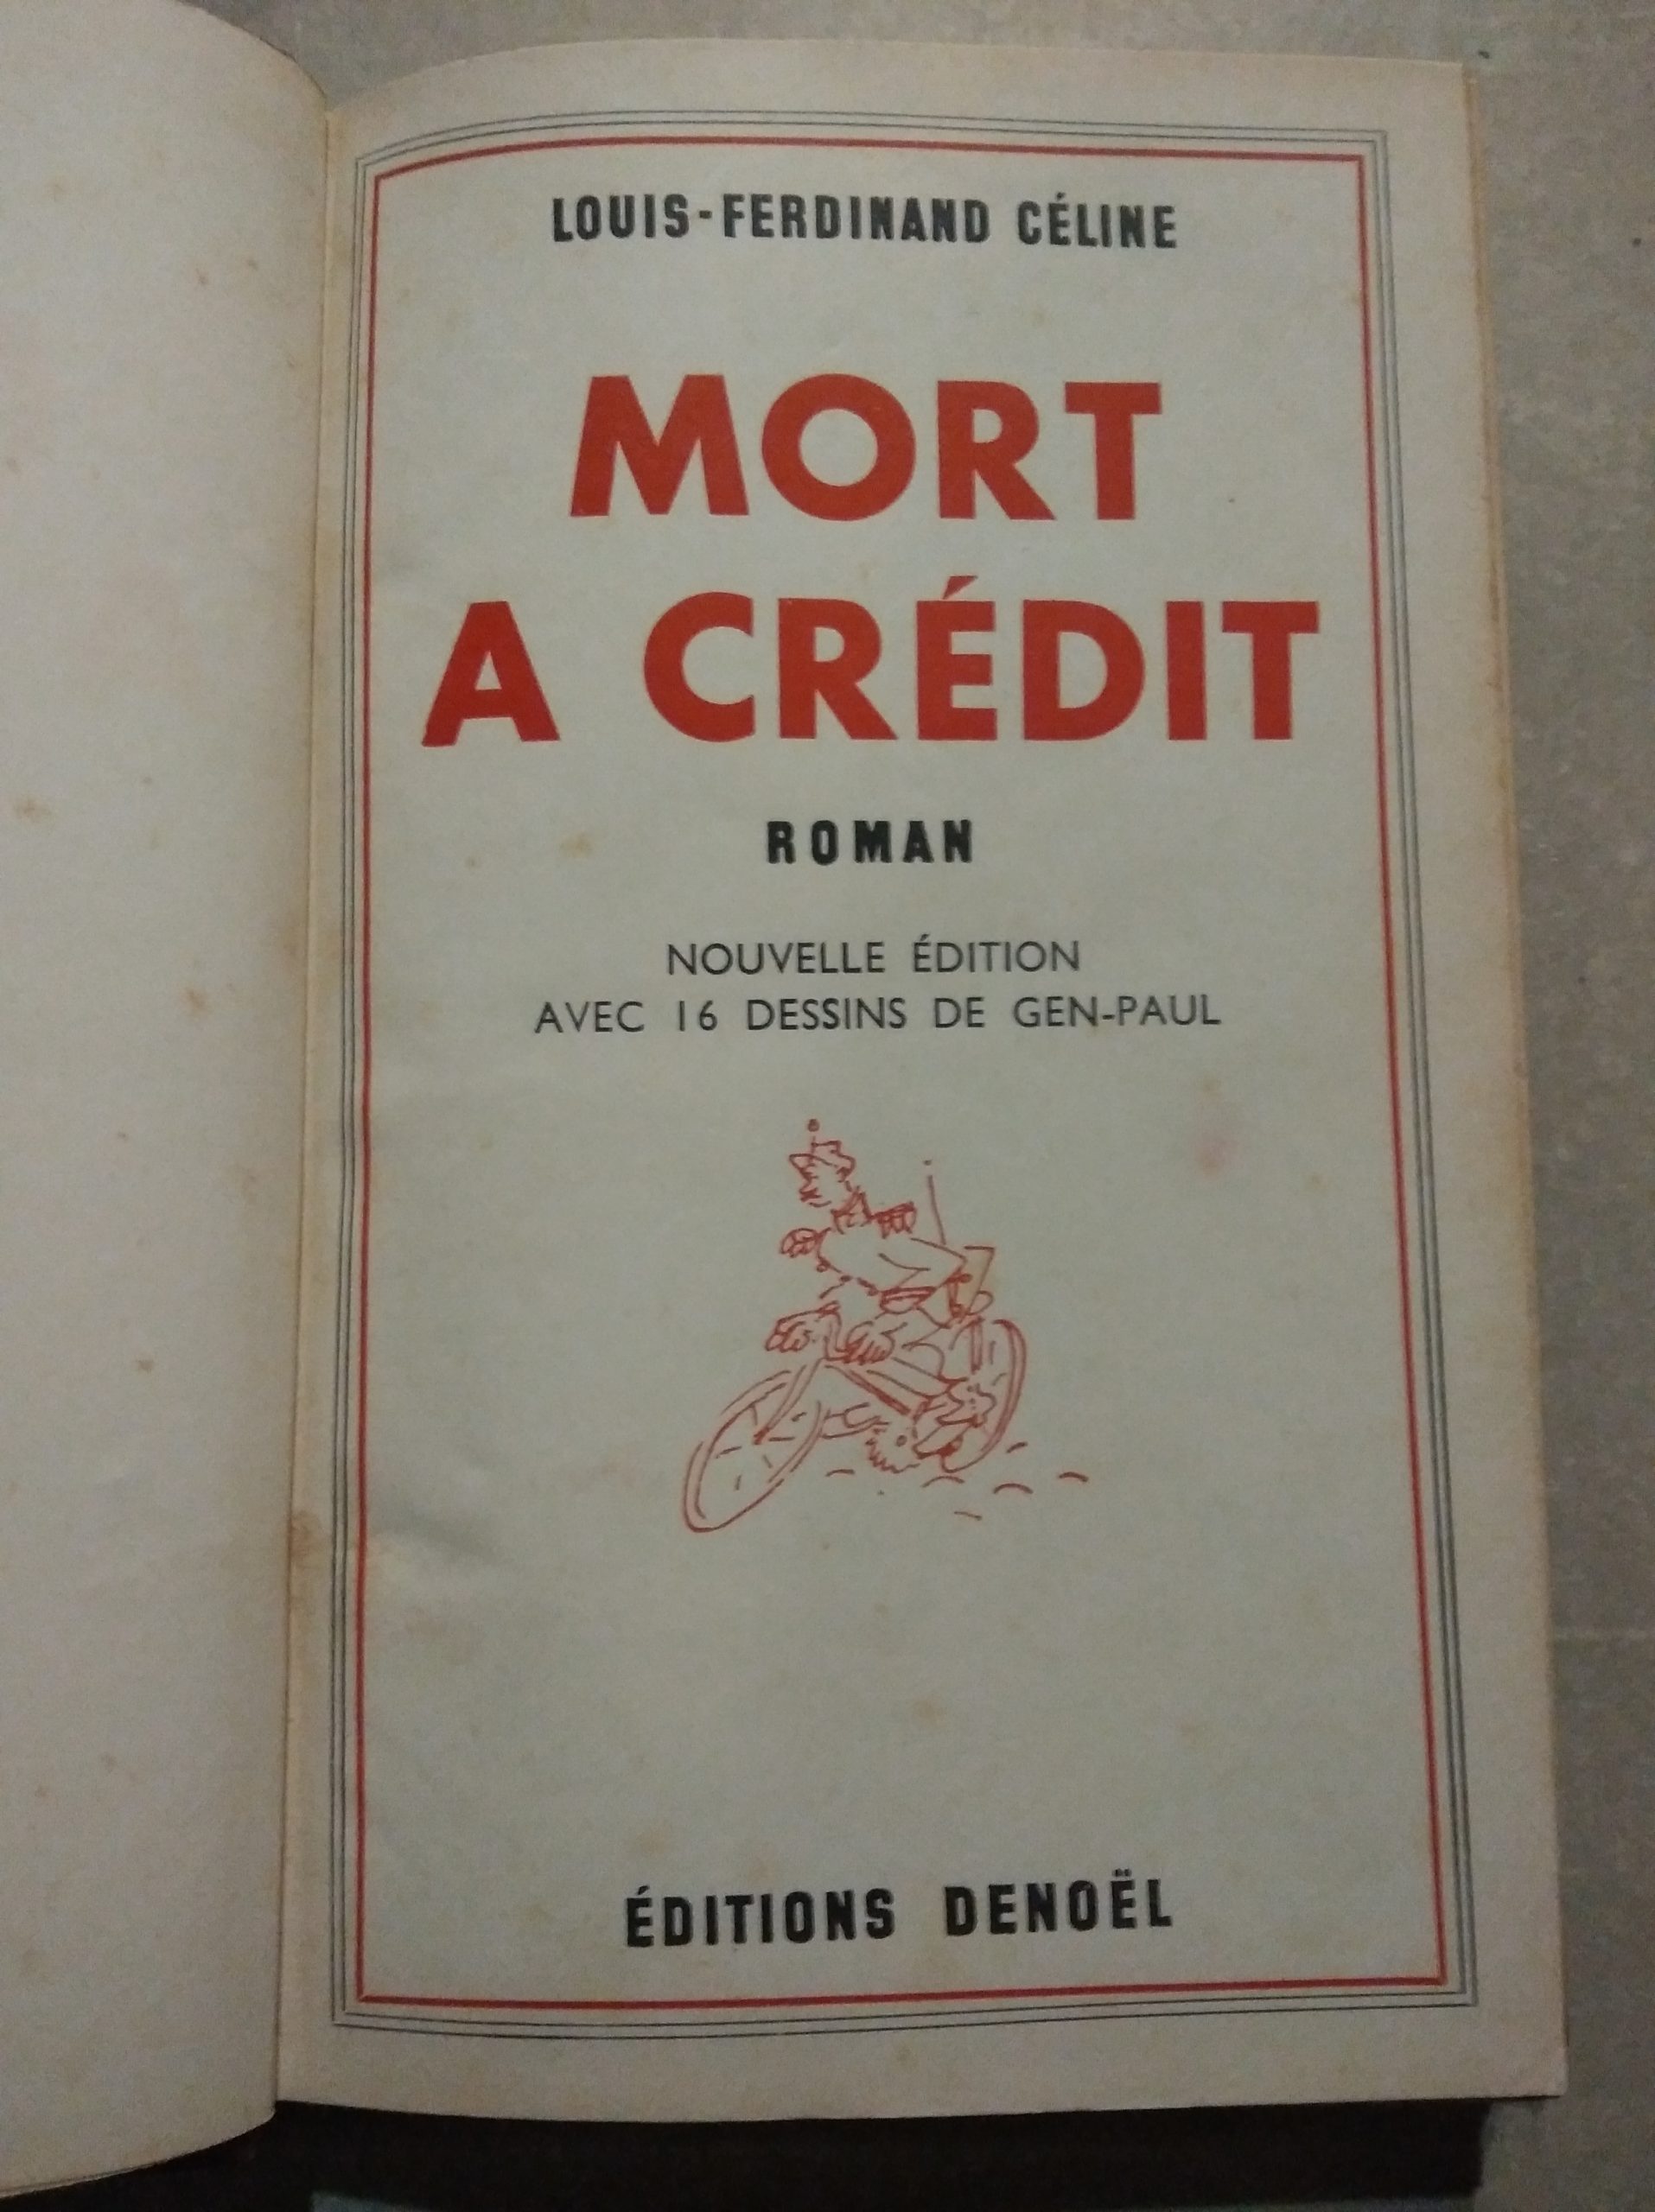 LOUIS-FERDINAND CÉLINE
MORT
A CRÉDIT
ROMAN
NOUVELLE ÉDITION
AVEC 16 DESSINS DE GEN-PAUL
ÉDITIONS DENOËL